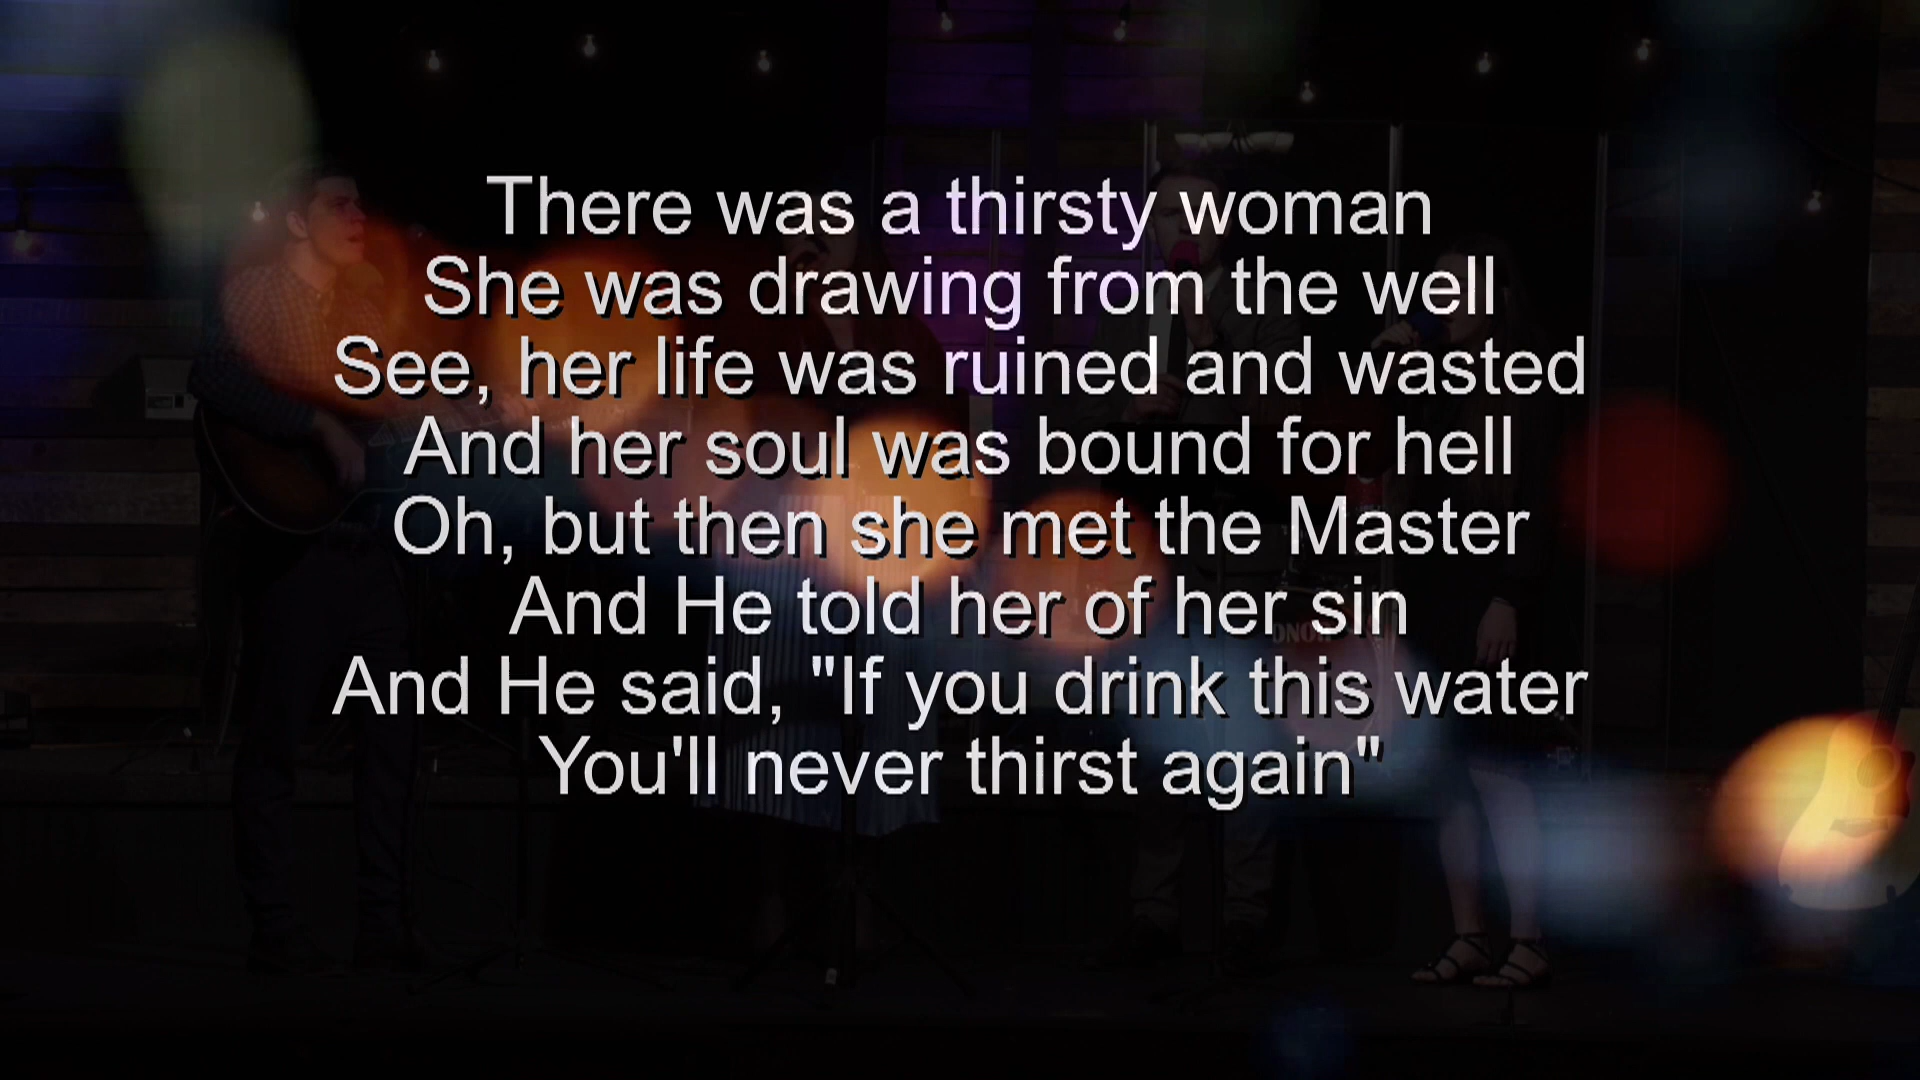 There was a thirsty woman
She was drawing from the well
See, her life was ruined and wasted
And her soul was bound for hell
Oh, but then she met the Master
And He told her of her sin
And He said, "If you drink this water
You'll never thirst again"